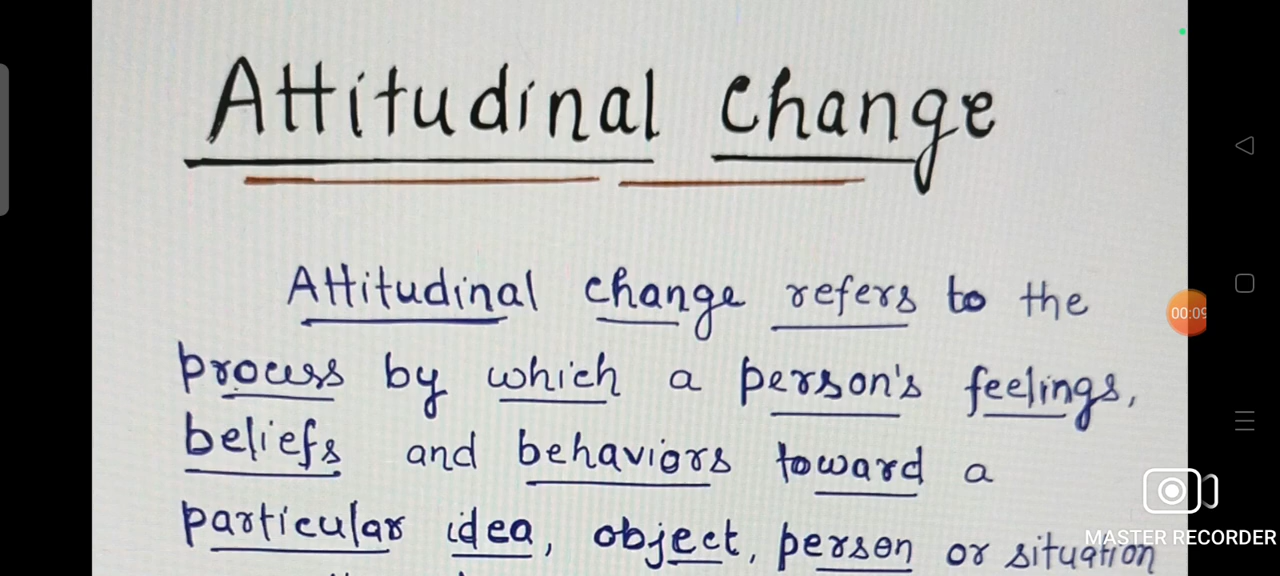 Attitudinal Change
Attitudinal change refers to the
process by which a person's feelings,
beliefs and behaviors toward a
particular idea, object, person or situation
00:09
MASTER RECORDER